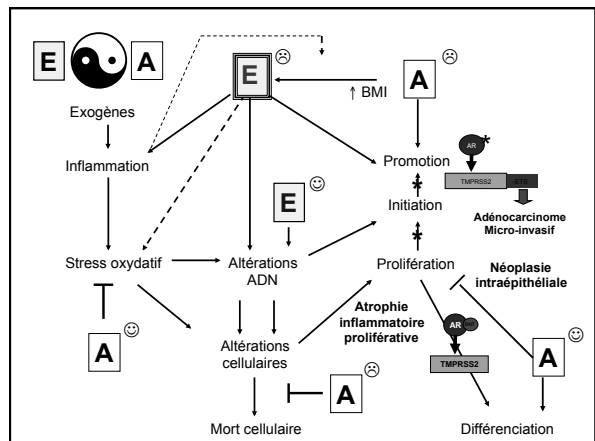 E
A
Exogènes
E
↑ BMI
A
Inflammation
Promotion
*
AR
*
TMPRSS2
ETS
Initiation
Adénocarcinome
Micro-invasif
E
*
Stress oxydatif
Altérations
ADN
Prolifération
Néoplasie
intraépithéliale
Atrophie
inflammatoire
proliférative
AR
TMPRSS2
A
A
Altérations
cellulaires
A
Mort cellulaire
Différenciation